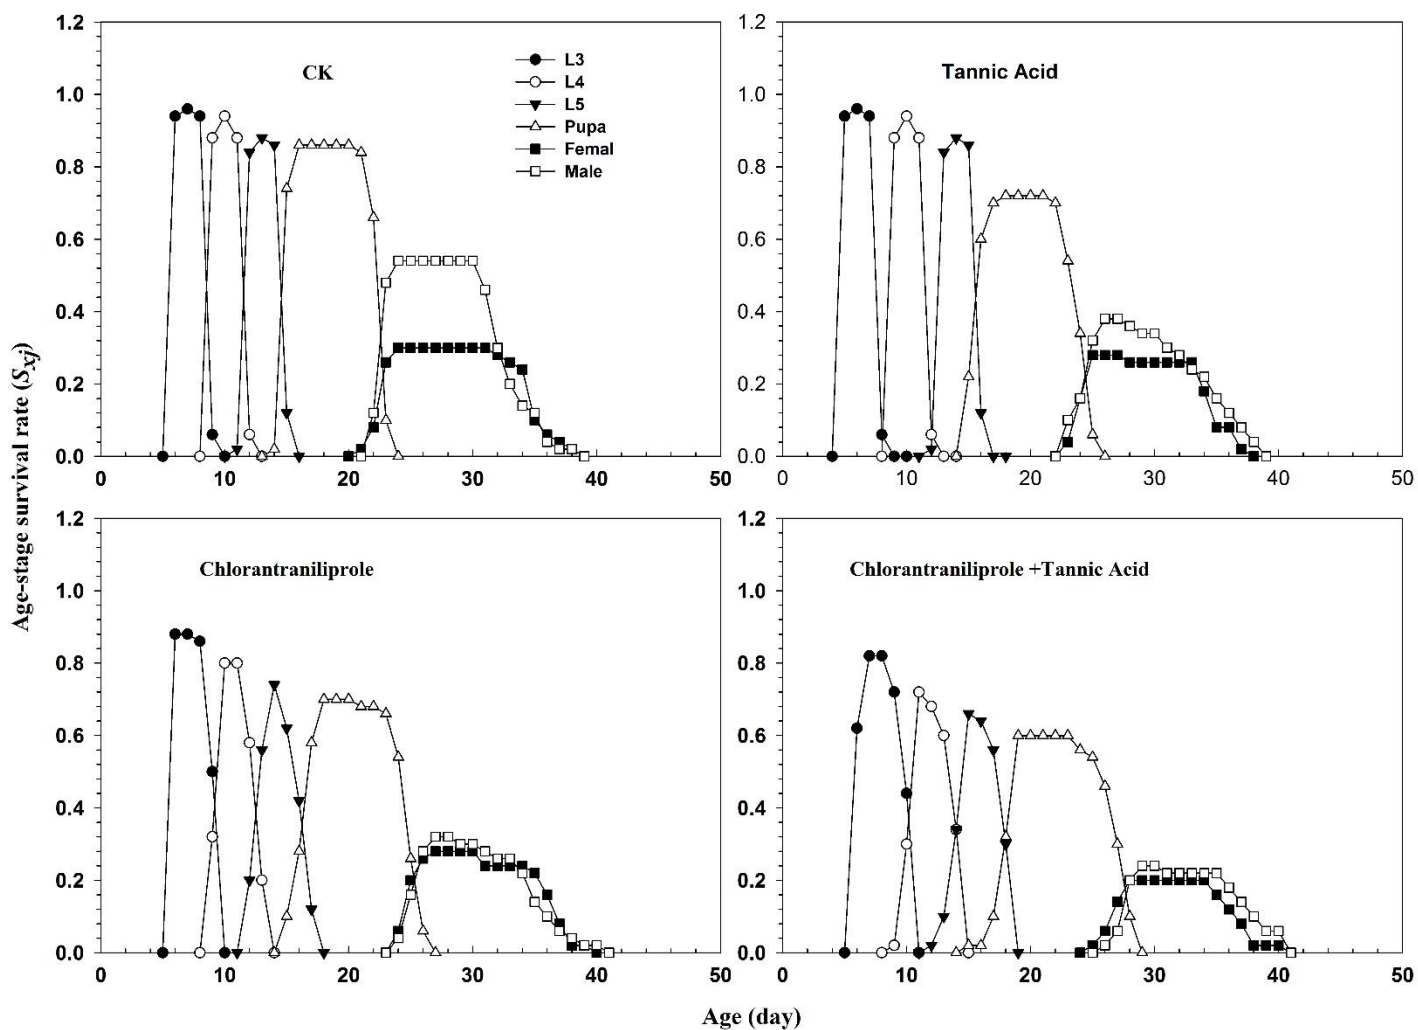 Age-stage survival rate (Sxj)
1.2
1.0
0.8
0.6
0.4
0.2
0.0
0 10 20 30 40 50
CK
L3
L4
L5
Pupa
Femal
Male
1.2
1.0
0.8
0.6
0.4
0.2
0.0
0 10 20 30 40 50
Tannic Acid
1.2
1.0
0.8
0.6
0.4
0.2
0.0
0 10 20 30 40 50
Chlorantraniliprole
1.2
1.0
0.8
0.6
0.4
0.2
0.0
0 10 20 30 40 50
Chlorantraniliprole +Tannic Acid
Age (day)